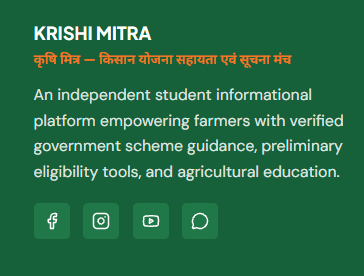 KRISHI MITRA
कृषि मित्र — किसान योजना सहायता एवं सूचना मंच
An independent student informational
platform empowering farmers with verified
government scheme guidance, preliminary
eligibility tools, and agricultural education.